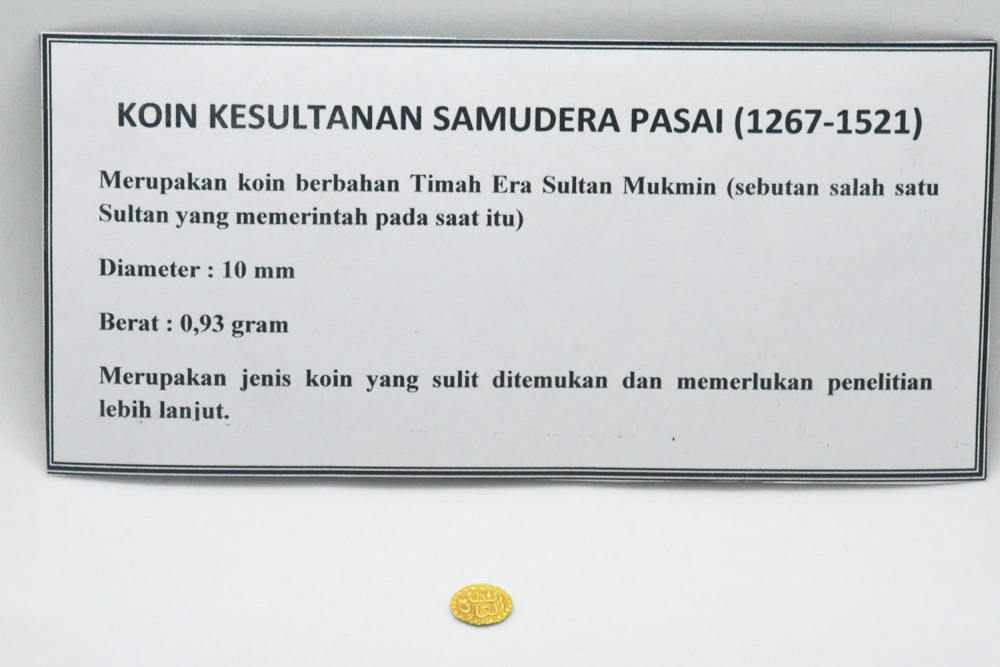 KOIN KESULTANAN SAMUDERA PASAI (1267-1521)
Merupakan koin berbahan Timah Era Sultan Mukmin (sebutan salah satu
Sultan yang memerintah pada saat itu)
Diameter : 10 mm
Berat : 0,93 gram
Merupakan jenis koin yang sulit ditemukan dan memerlukan penelitian
lebih lanjut.